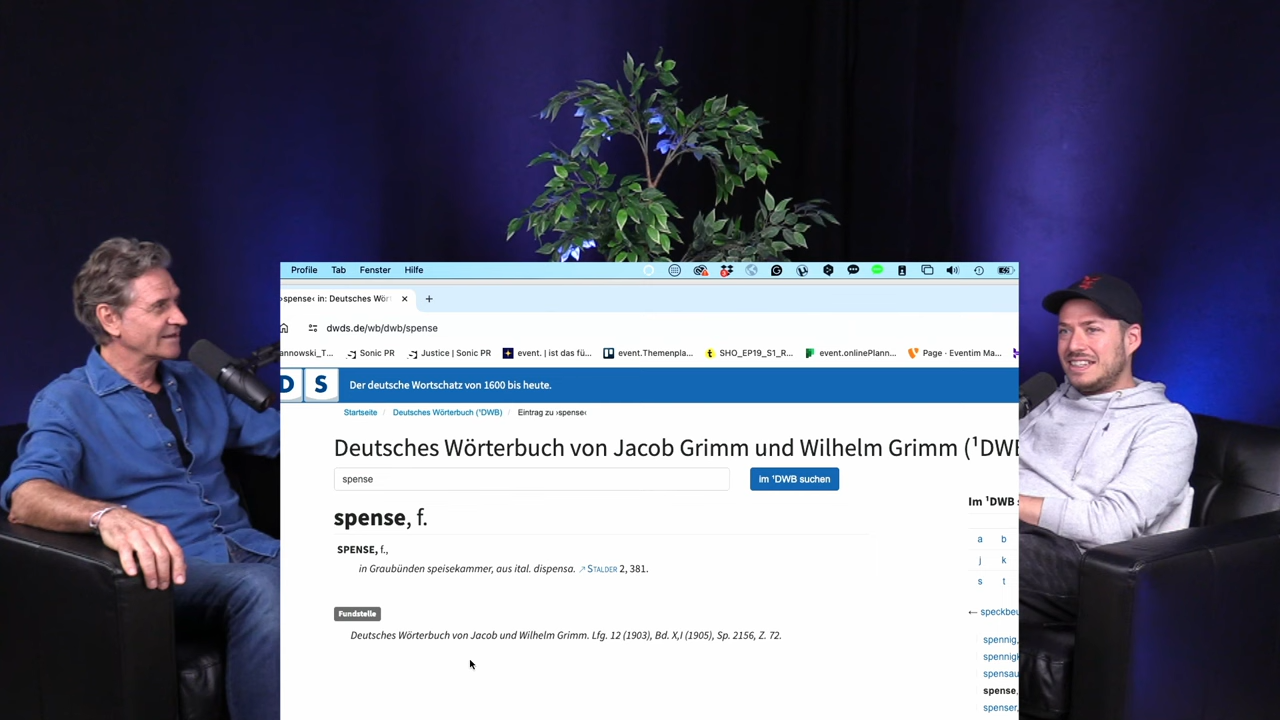 Profile Tab Fenster Hilfe
›spense‹ in: Deutsches Wör
dwds.de/wb/dwb/spense
annowski_T... Sonic PR Justice | Sonic PR event. | ist das fü... event.Themenpla... SHO_EP19_S1_R... event.onlinePlann... Page · Eventim Ma...
D S Der deutsche Wortschatz von 1600 bis heute.
Startseite / Deutsches Wörterbuch (¹DWB) / Eintrag zu ›spense‹
Deutsches Wörterbuch von Jacob Grimm und Wilhelm Grimm (¹DWB
spense im ¹DWB suchen
Im ¹DWB s
spense, f.
a b
SPENSE, f.,
j k
in Graubünden speisekammer, aus ital. dispensa. ↗STALDER 2, 381.
s t
← speckbeu
Fundstelle
Deutsches Wörterbuch von Jacob und Wilhelm Grimm. Lfg. 12 (1903), Bd. X,I (1905), Sp. 2156, Z. 72.
spennig,
spennigk
spensau
spense,
spenser,